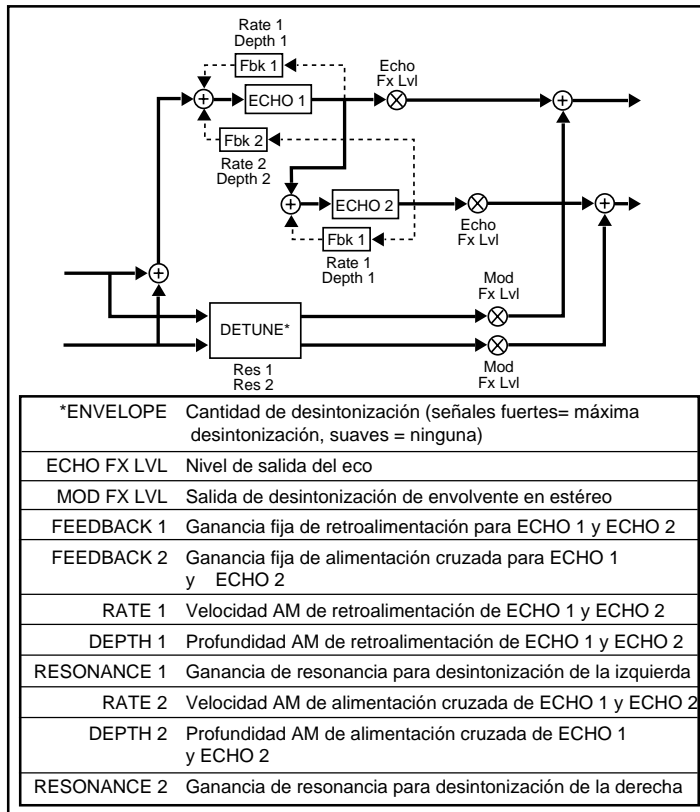 Rate 1
Depth 1
Fbk 1
Echo
Fx Lvl
ECHO 1
Fbk 2
Rate 2
Depth 2
ECHO 2
Fbk 1
Echo
Fx Lvl
Rate 1
Depth 1
Mod
Fx Lvl
DETUNE*
Res 1
Res 2
Mod
Fx Lvl
*ENVELOPE Cantidad de desintonización (señales fuertes= máxima
desintonización, suaves = ninguna)
ECHO FX LVL Nivel de salida del eco
MOD FX LVL Salida de desintonización de envolvente en estéreo
FEEDBACK 1 Ganancia fija de retroalimentación para ECHO 1 y ECHO 2
FEEDBACK 2 Ganancia fija de alimentación cruzada para ECHO 1
y ECHO 2
RATE 1 Velocidad AM de retroalimentación de ECHO 1 y ECHO 2
DEPTH 1 Profundidad AM de retroalimentación de ECHO 1 y ECHO 2
RESONANCE 1 Ganancia de resonancia para desintonización de la izquierda
RATE 2 Velocidad AM de alimentación cruzada de ECHO 1 y ECHO 2
DEPTH 2 Profundidad AM de alimentación cruzada de ECHO 1
y ECHO 2
RESONANCE 2 Ganancia de resonancia para desintonización de la derecha